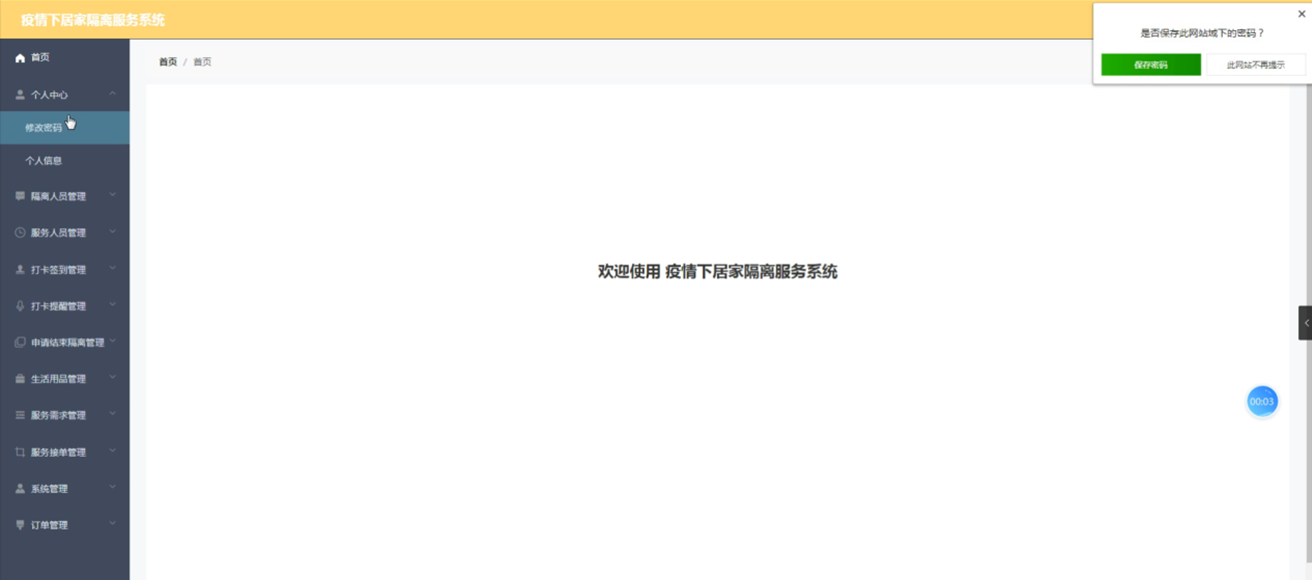 疫情下居家隔离服务系统
是否保存此网站域下的密码？
保存密码
此网站不再提示
首页
首页 / 首页
个人中心
修改密码
个人信息
隔离人员管理
服务人员管理
打卡签到管理
欢迎使用 疫情下居家隔离服务系统
打卡提醒管理
申请结束隔离管理
生活用品管理
00:03
服务需求管理
服务接单管理
系统管理
订单管理